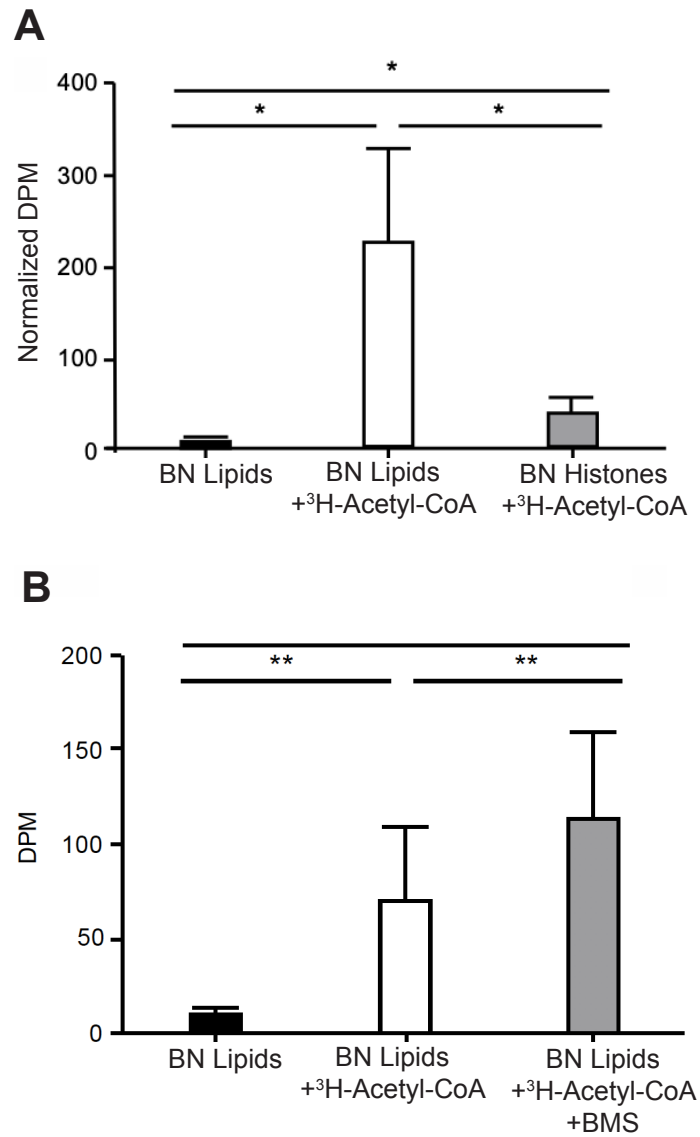 A
*
* *
400
300
200
100
0
Normalized DPM
BN Lipids
BN Lipids
+³H-Acetyl-CoA
BN Histones
+³H-Acetyl-CoA
B
** **
200
150
100
50
0
DPM
BN Lipids
BN Lipids
+³H-Acetyl-CoA
BN Lipids
+³H-Acetyl-CoA
+BMS